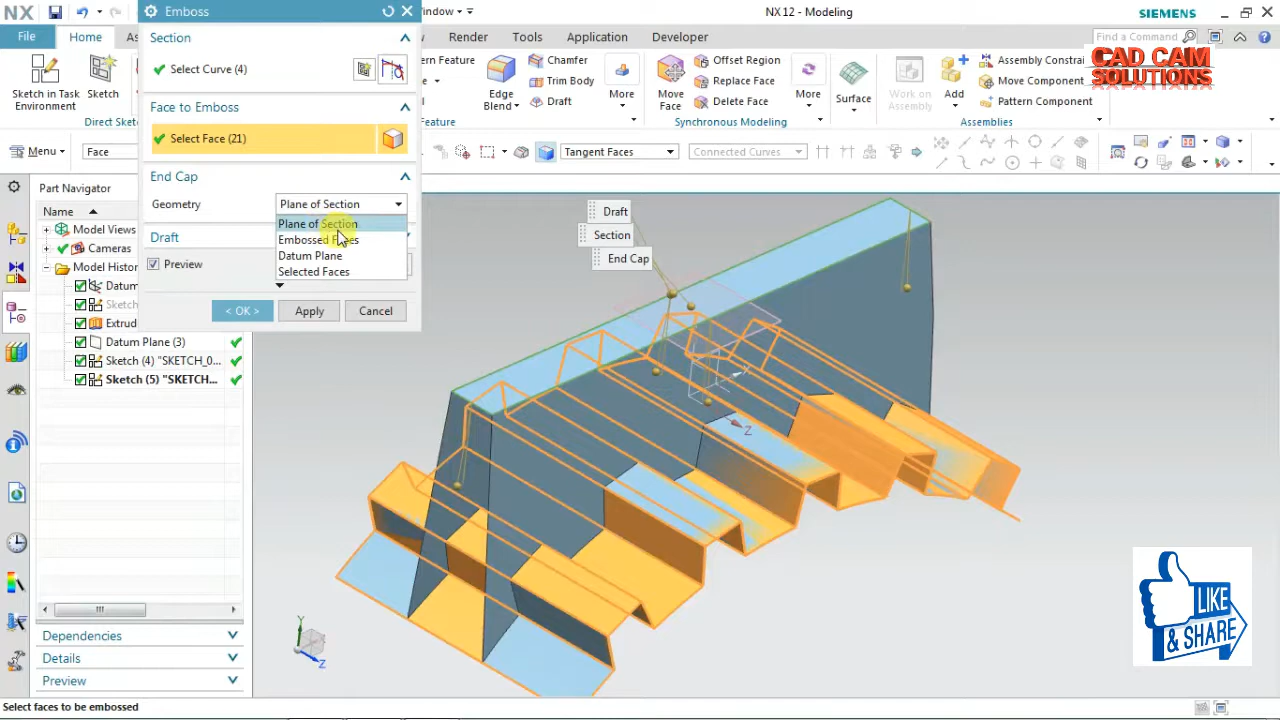 NX
Window
NX 12 - Modeling
SIEMENS
File
Home
As
Render
Tools
Application
Developer
Find a Command
CAD CAM
SOLUTIONS
Sketch in Task
Environment
Sketch
Direct Sk
ttern Feature
Edge
Blend
Chamfer
Trim Body
Draft
More
Feature
Move
Face
Offset Region
Replace Face
Delete Face
More
Synchronous Modeling
Surface
Work on
Assembly
Add
Assembly Constrai
Move Component
Pattern Component
Assemblies
Menu
Face
Tangent Faces
Connected Curves
Emboss
Section
Select Curve (4)
Face to Emboss
Select Face (21)
End Cap
Geometry
Plane of Section
Plane of Section
Embossed Faces
Datum Plane
Selected Faces
Draft
Preview
< OK >
Apply
Cancel
Part Navigator
Name
Model Views
Cameras
Model Histor
Datum
Sketch
Extrud
Datum Plane (3)
Sketch (4) "SKETCH_0...
Sketch (5) "SKETCH...
Dependencies
Details
Preview
Draft
Section
End Cap
X
Z
Y
Z
LIKE
& SHARE
Select faces to be embossed